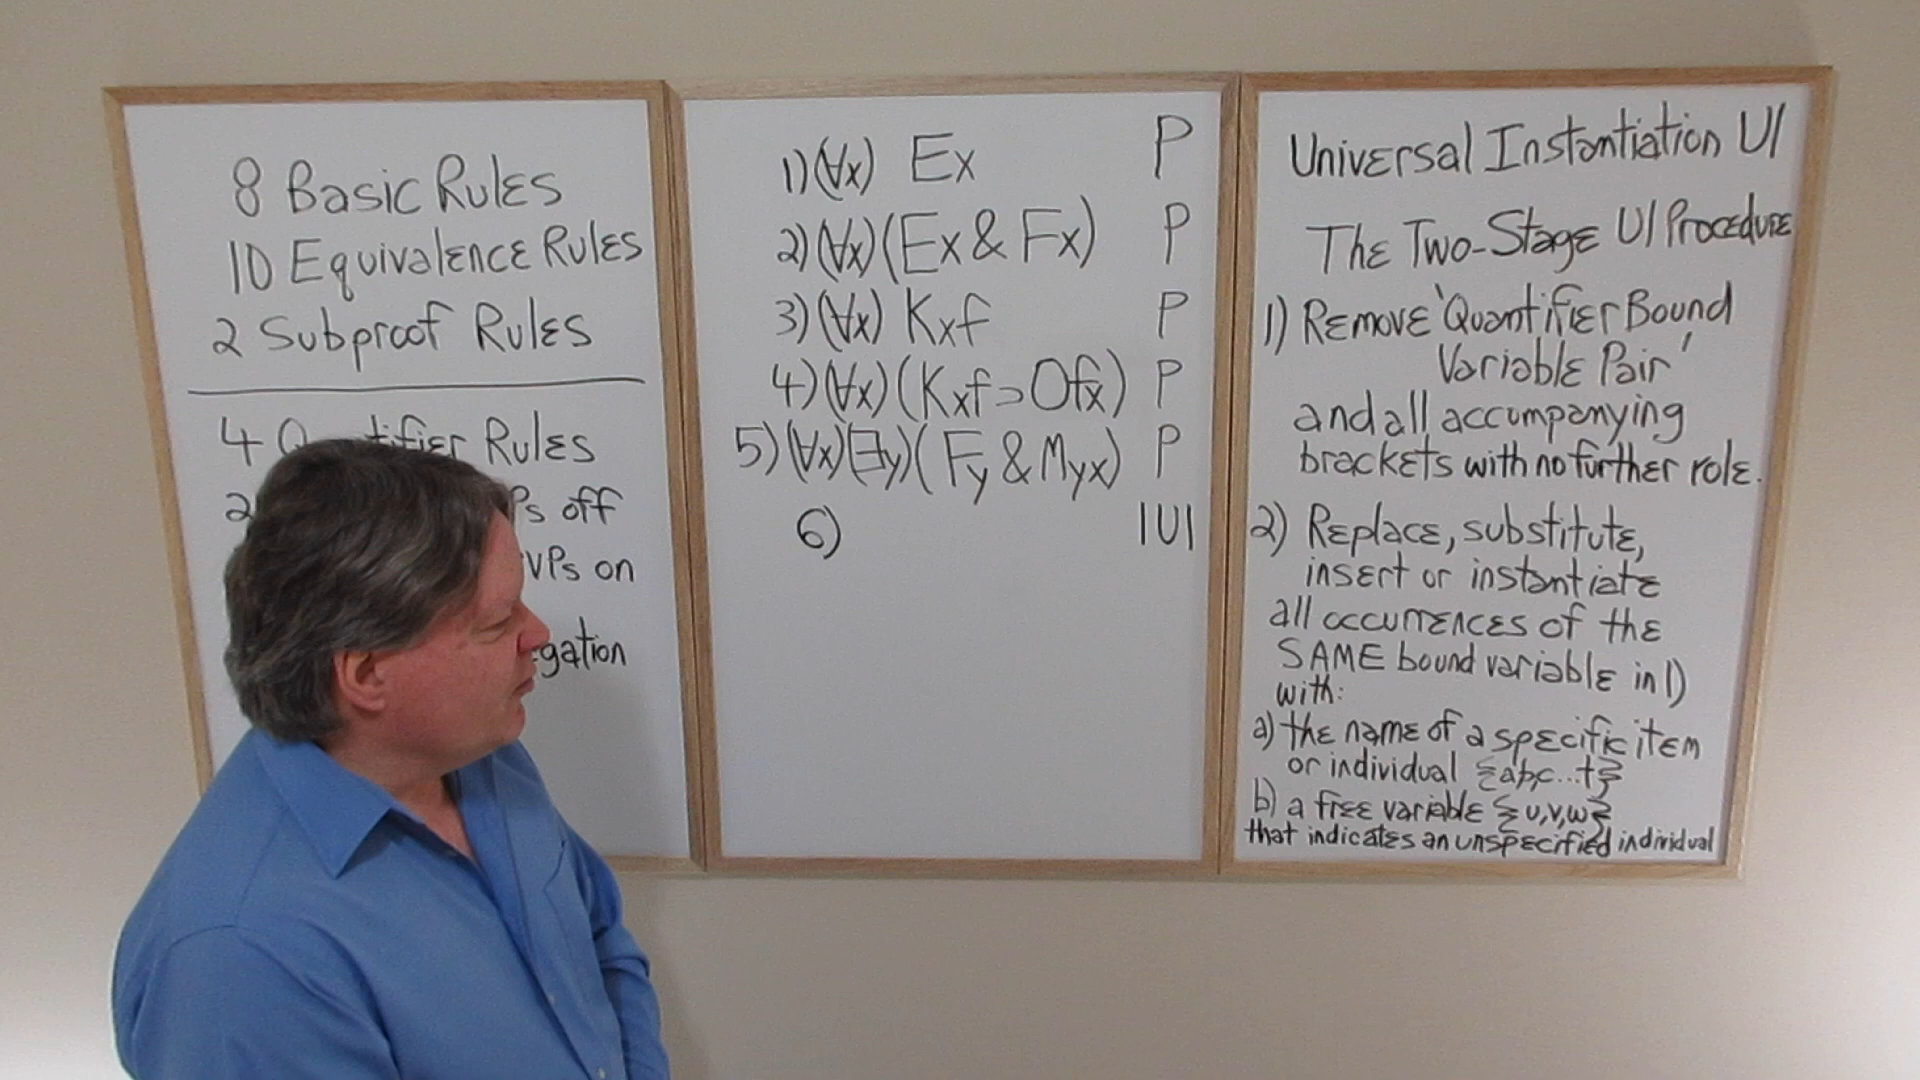 8 Basic Rules
10 Equivalence Rules
2 Subproof Rules
4 Quantifier Rules
2 off
on
1) (∀x) Ex P
2) (∀x)(Ex & Fx) P
3) (∀x) Kxf P
4) (∀x)(Kxf ⊃ Ofx) P
5) (∀x)(∃y)(Fy & Myx) P
6) 1UI
Universal Instantiation UI
The Two-Stage UI Procedure
1) Remove 'Quantifier Bound
Variable Pair'
and all accompanying
brackets with no further role.
2) Replace, substitute,
insert or instantiate
all occurrences of the
SAME bound variable in 1)
with:
a) the name of a specific item
or individual {a,b,c...t}
b) a free variable {u,v,w}
that indicates an unspecified individual